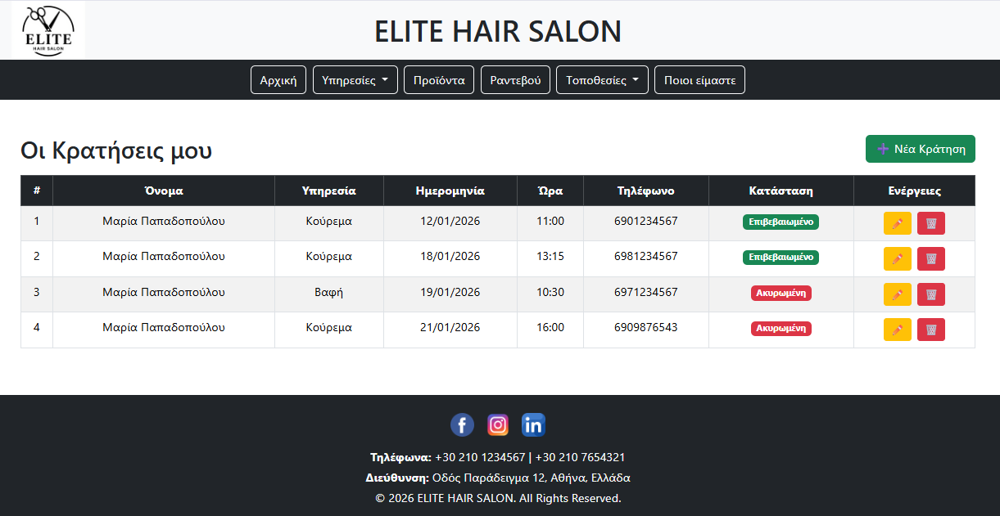 ELITE
HAIR SALON
ELITE HAIR SALON
Αρχική Υπηρεσίες Προϊόντα Ραντεβού Τοποθεσίες Ποιοι είμαστε
Οι Κρατήσεις μου
Νέα Κράτηση
# Όνομα Υπηρεσία Ημερομηνία Ώρα Τηλέφωνο Κατάσταση Ενέργειες
1 Μαρία Παπαδοπούλου Κούρεμα 12/01/2026 11:00 6901234567 Επιβεβαιωμένο
2 Μαρία Παπαδοπούλου Κούρεμα 18/01/2026 13:15 6981234567 Επιβεβαιωμένο
3 Μαρία Παπαδοπούλου Βαφή 19/01/2026 10:30 6971234567 Ακυρωμένη
4 Μαρία Παπαδοπούλου Κούρεμα 21/01/2026 16:00 6909876543 Ακυρωμένη
Τηλέφωνα: +30 210 1234567 | +30 210 7654321
Διεύθυνση: Οδός Παράδειγμα 12, Αθήνα, Ελλάδα
© 2026 ELITE HAIR SALON. All Rights Reserved.